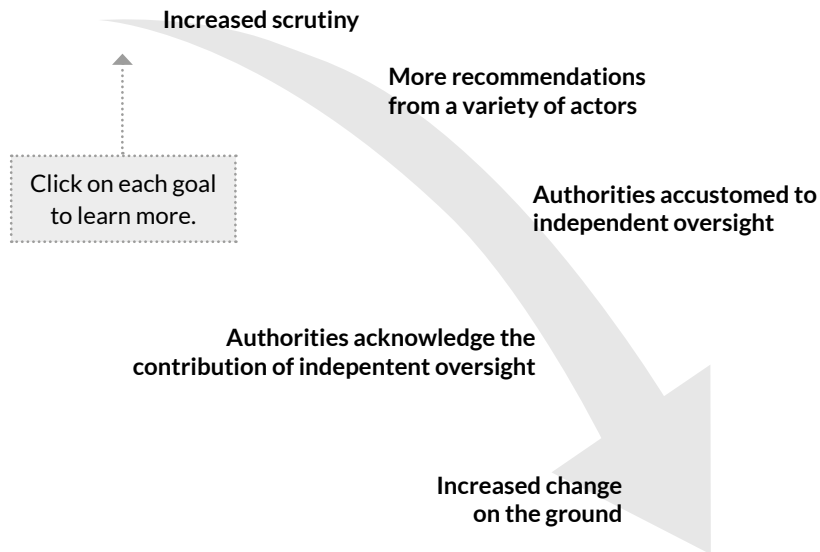 Increased scrutiny
More recommendations
from a variety of actors
Click on each goal
to learn more.
Authorities accustomed to
independent oversight
Authorities acknowledge the
contribution of indepentent oversight
Increased change
on the ground